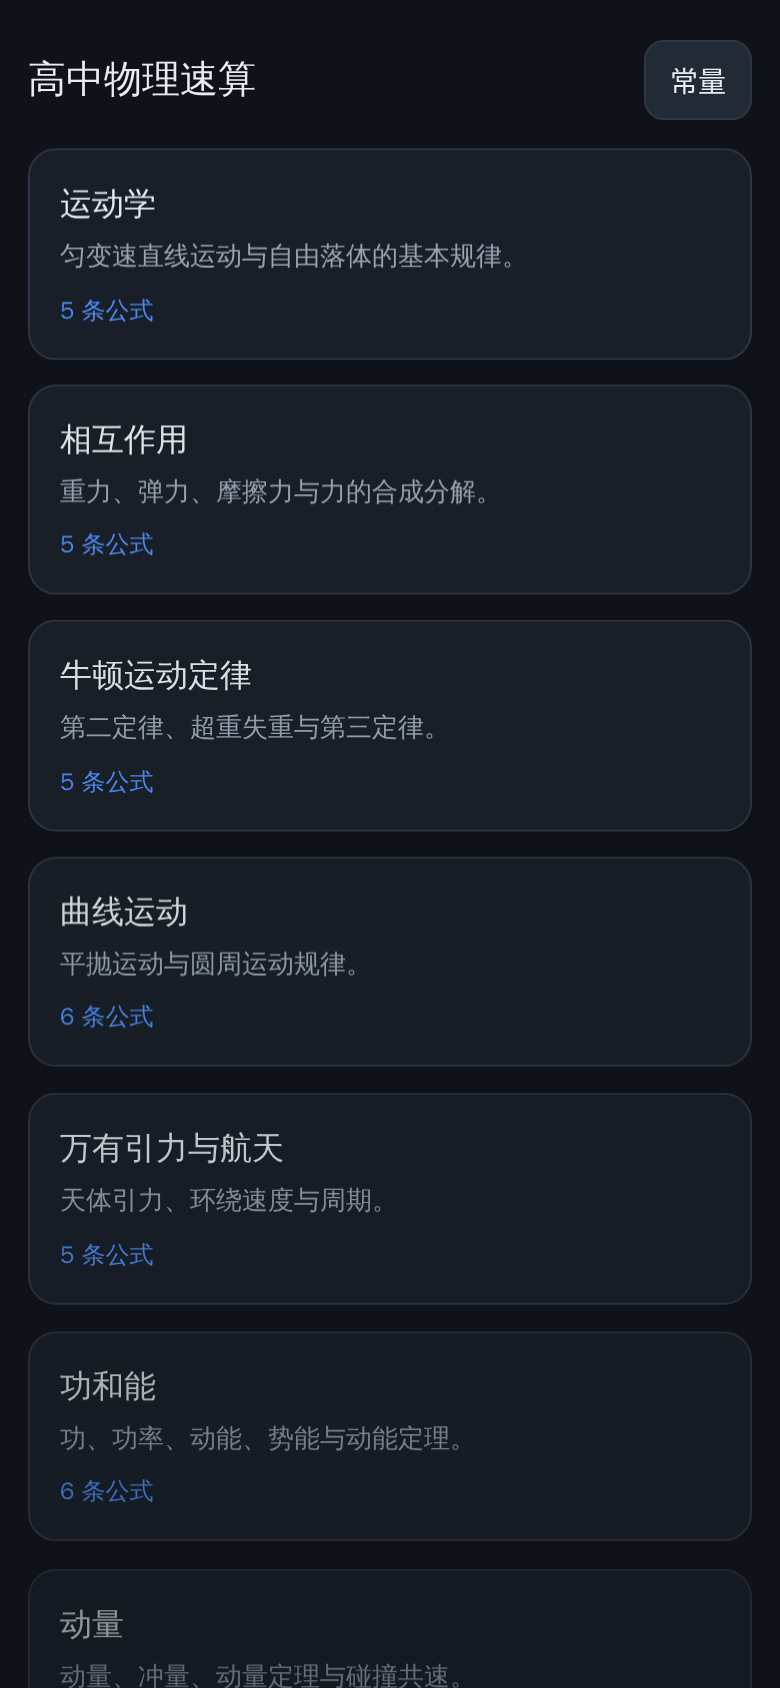 高中物理速算
常量
运动学
匀变速直线运动与自由落体的基本规律。
5 条公式
相互作用
重力、弹力、摩擦力与力的合成分解。
5 条公式
牛顿运动定律
第二定律、超重失重与第三定律。
5 条公式
曲线运动
平抛运动与圆周运动规律。
6 条公式
万有引力与航天
天体引力、环绕速度与周期。
5 条公式
功和能
功、功率、动能、势能与动能定理。
6 条公式
动量
动量、冲量、动量定理与碰撞共速。